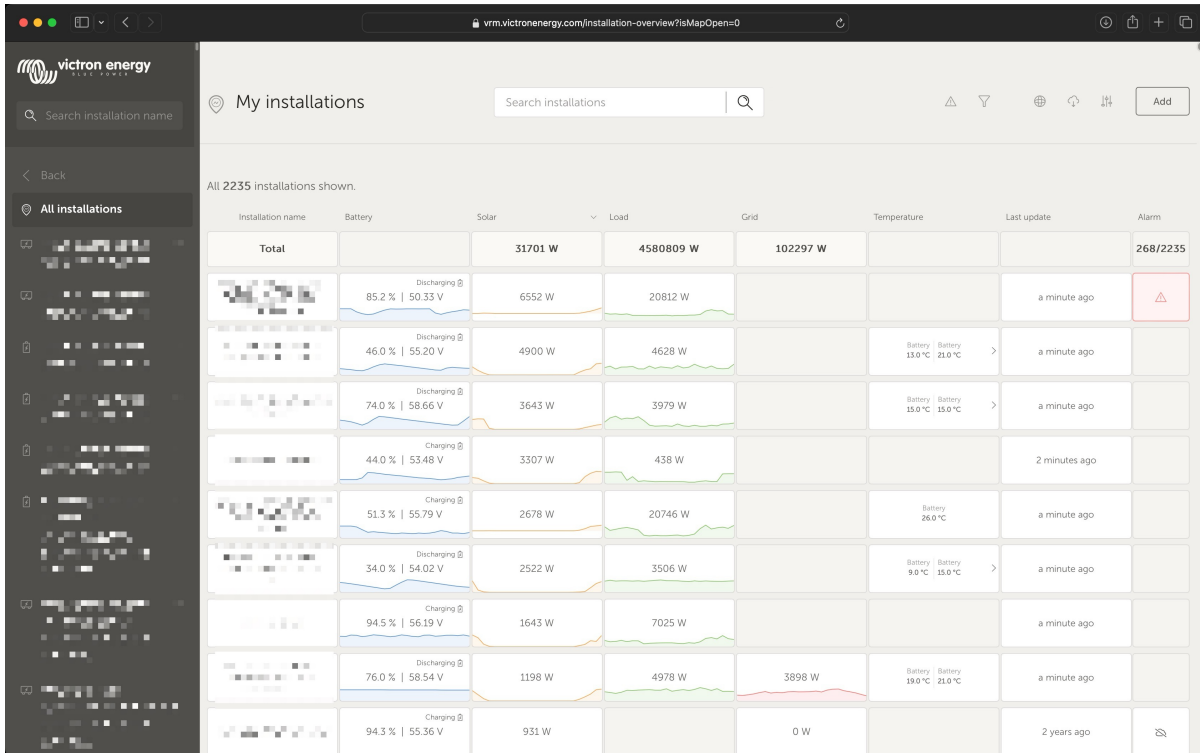 vrm.victronenergy.com/installation-overview?isMapOpen=0
victron energy
BLUE POWER
Search installation name
Back
All installations
My installations
Search installations
Add
All 2235 installations shown.
Installation name Battery Solar Load Grid Temperature Last update Alarm
Total 31701 W 4580809 W 102297 W 268/2235
Discharging
85.2 % | 50.33 V 6552 W 20812 W a minute ago
Discharging
46.0 % | 55.20 V 4900 W 4628 W Battery 13.0 °C Battery 21.0 °C a minute ago
Discharging
74.0 % | 58.66 V 3643 W 3979 W Battery 15.0 °C Battery 15.0 °C a minute ago
Charging
44.0 % | 53.48 V 3307 W 438 W 2 minutes ago
Charging
51.3 % | 55.79 V 2678 W 20746 W Battery 26.0 °C a minute ago
Discharging
34.0 % | 54.02 V 2522 W 3506 W Battery 9.0 °C Battery 15.0 °C a minute ago
Charging
94.5 % | 56.19 V 1643 W 7025 W a minute ago
Discharging
76.0 % | 58.54 V 1198 W 4978 W 3898 W Battery 19.0 °C Battery 21.0 °C a minute ago
Charging
94.3 % | 55.36 V 931 W 0 W 2 years ago